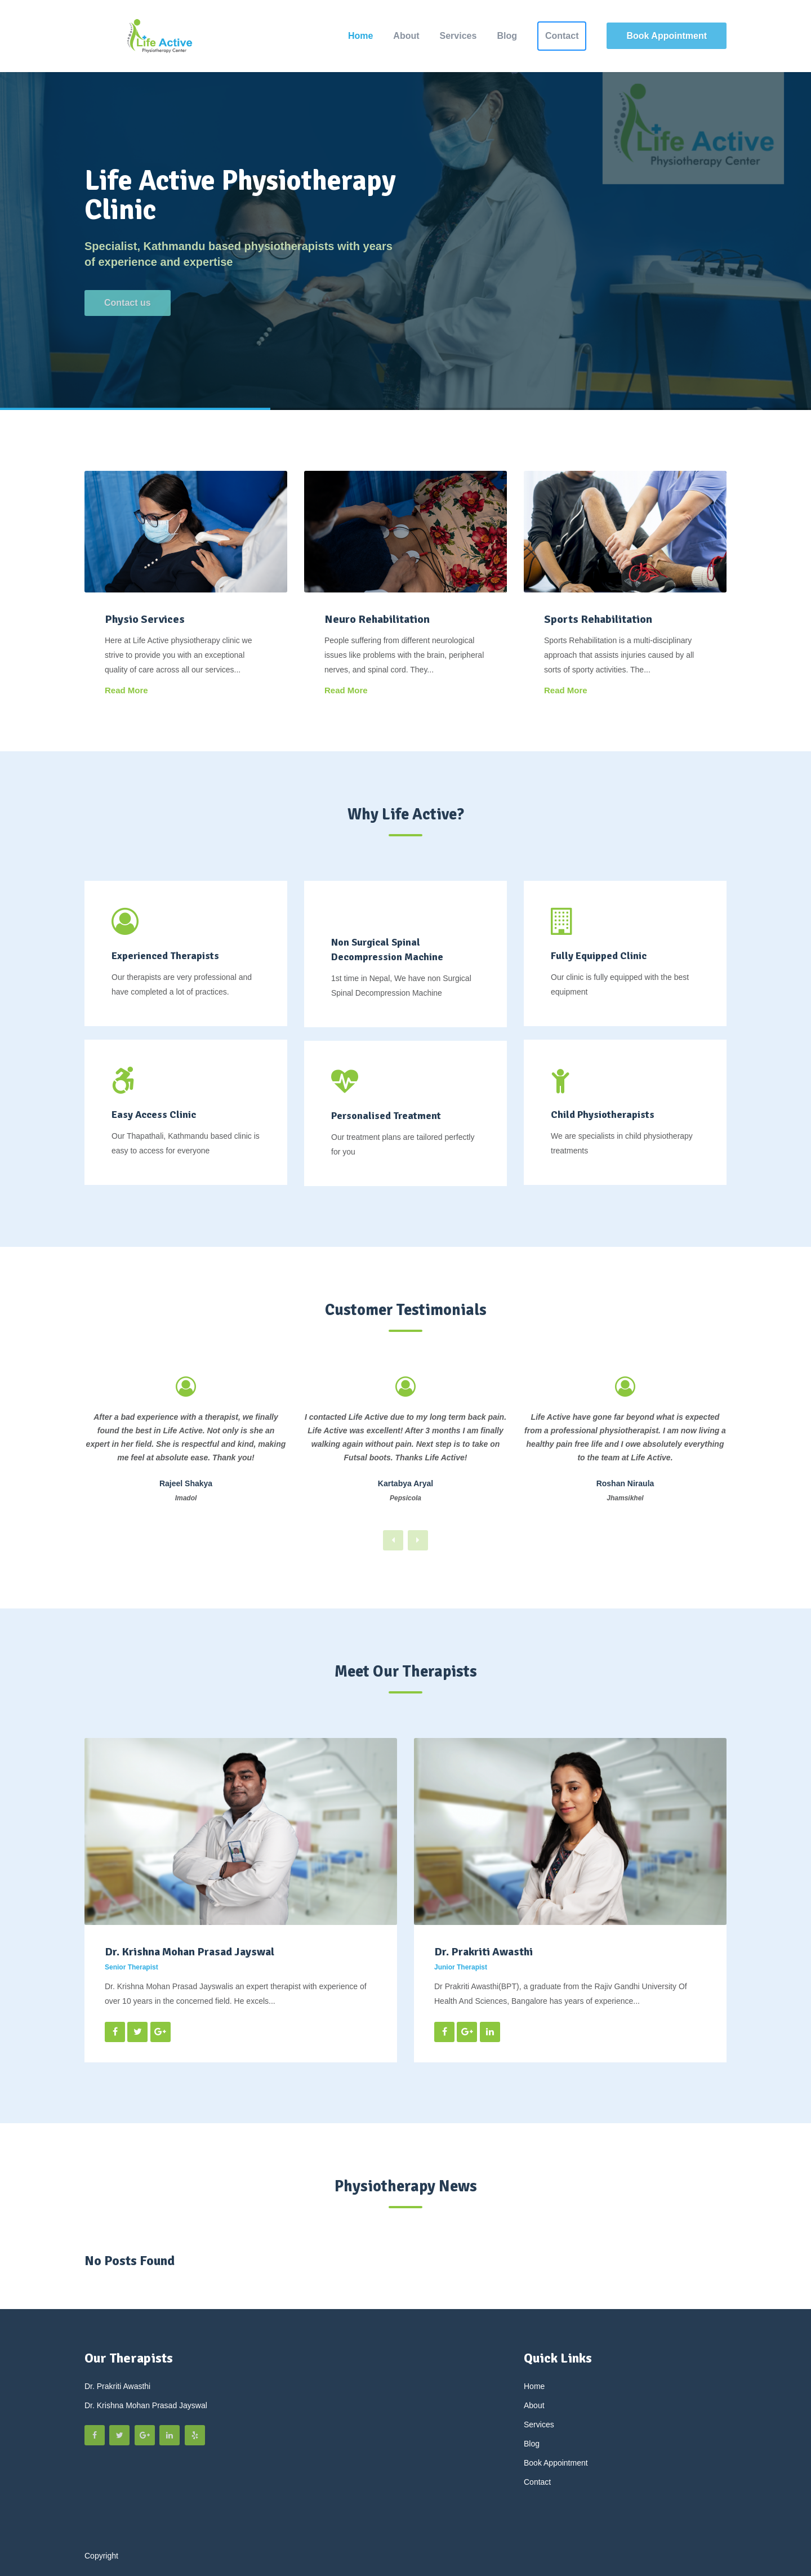 Life Active
Physiotherapy Center
Home
About
Services
Blog
Contact
Book Appointment
Life Active
Physiotherapy Center
Life Active Physiotherapy
Clinic
Specialist, Kathmandu based physiotherapists with years
of experience and expertise
Contact us
Physio Services
Here at Life Active physiotherapy clinic we
strive to provide you with an exceptional
quality of care across all our services...
Read More
Neuro Rehabilitation
People suffering from different neurological
issues like problems with the brain, peripheral
nerves, and spinal cord. They...
Read More
Sports Rehabilitation
Sports Rehabilitation is a multi-disciplinary
approach that assists injuries caused by all
sorts of sporty activities. The...
Read More
Why Life Active?
Experienced Therapists
Our therapists are very professional and
have completed a lot of practices.
Non Surgical Spinal
Decompression Machine
1st time in Nepal, We have non Surgical
Spinal Decompression Machine
Fully Equipped Clinic
Our clinic is fully equipped with the best
equipment
Easy Access Clinic
Our Thapathali, Kathmandu based clinic is
easy to access for everyone
Personalised Treatment
Our treatment plans are tailored perfectly
for you
Child Physiotherapists
We are specialists in child physiotherapy
treatments
Customer Testimonials
After a bad experience with a therapist, we finally
found the best in Life Active. Not only is she an
expert in her field. She is respectful and kind, making
me feel at absolute ease. Thank you!
Rajeel Shakya
Imadol
I contacted Life Active due to my long term back pain.
Life Active was excellent! After 3 months I am finally
walking again without pain. Next step is to take on
Futsal boots. Thanks Life Active!
Kartabya Aryal
Pepsicola
Life Active have gone far beyond what is expected
from a professional physiotherapist. I am now living a
healthy pain free life and I owe absolutely everything
to the team at Life Active.
Roshan Niraula
Jhamsikhel
Meet Our Therapists
Dr. Krishna Mohan Prasad Jayswal
Senior Therapist
Dr. Krishna Mohan Prasad Jayswalis an expert therapist with experience of
over 10 years in the concerned field. He excels...
Dr. Prakriti Awasthi
Junior Therapist
Dr Prakriti Awasthi(BPT), a graduate from the Rajiv Gandhi University Of
Health And Sciences, Bangalore has years of experience...
Physiotherapy News
No Posts Found
Our Therapists
Dr. Prakriti Awasthi
Dr. Krishna Mohan Prasad Jayswal
Quick Links
Home
About
Services
Blog
Book Appointment
Contact
Copyright